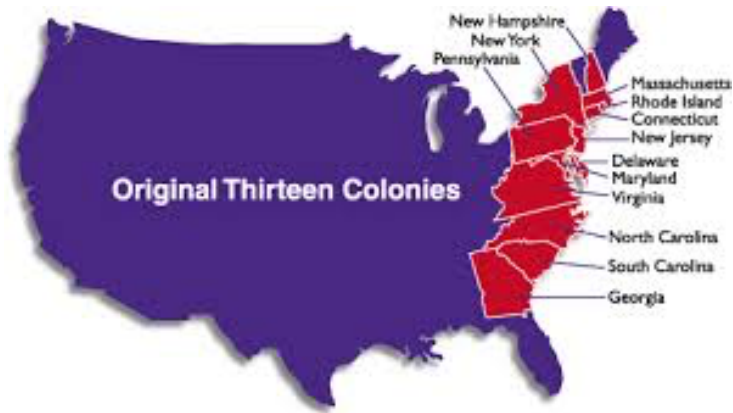 New Hampshire
New York
Pennsylvania
Massachusetts
Rhode Island
Connecticut
New Jersey
Delaware
Maryland
Virginia
Original Thirteen Colonies
North Carolina
South Carolina
Georgia